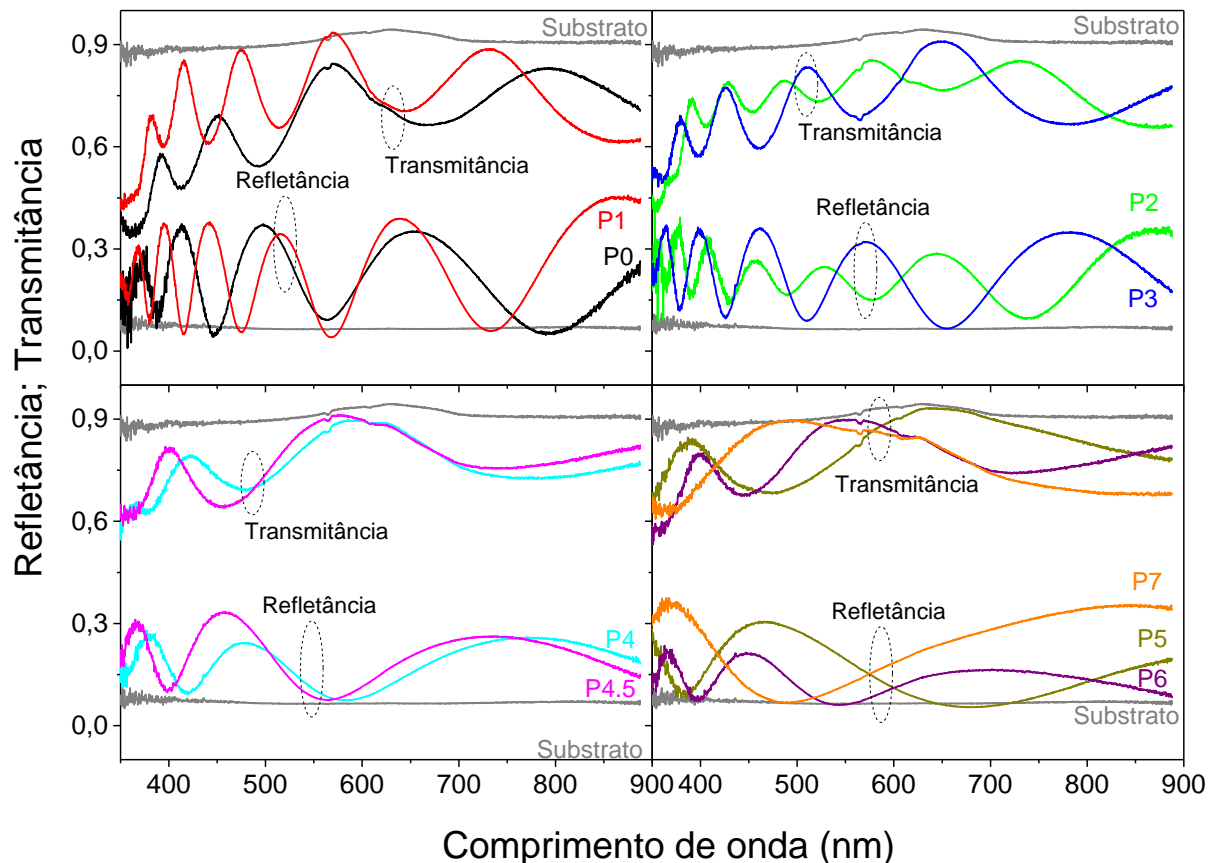 Refletância; Transmitância
0,9
0,6
0,3
0,0
Substrato
Refletância
Transmitância
P1
P0
Substrato
Transmitância
Refletância
P2
P3
0,9
0,6
0,3
0,0
Transmitância
Refletância
P4
P4.5
Substrato
Transmitância
Refletância
P7
P5
P6
Substrato
400 500 600 700 800 400 500 600 700 800 900
Comprimento de onda (nm)